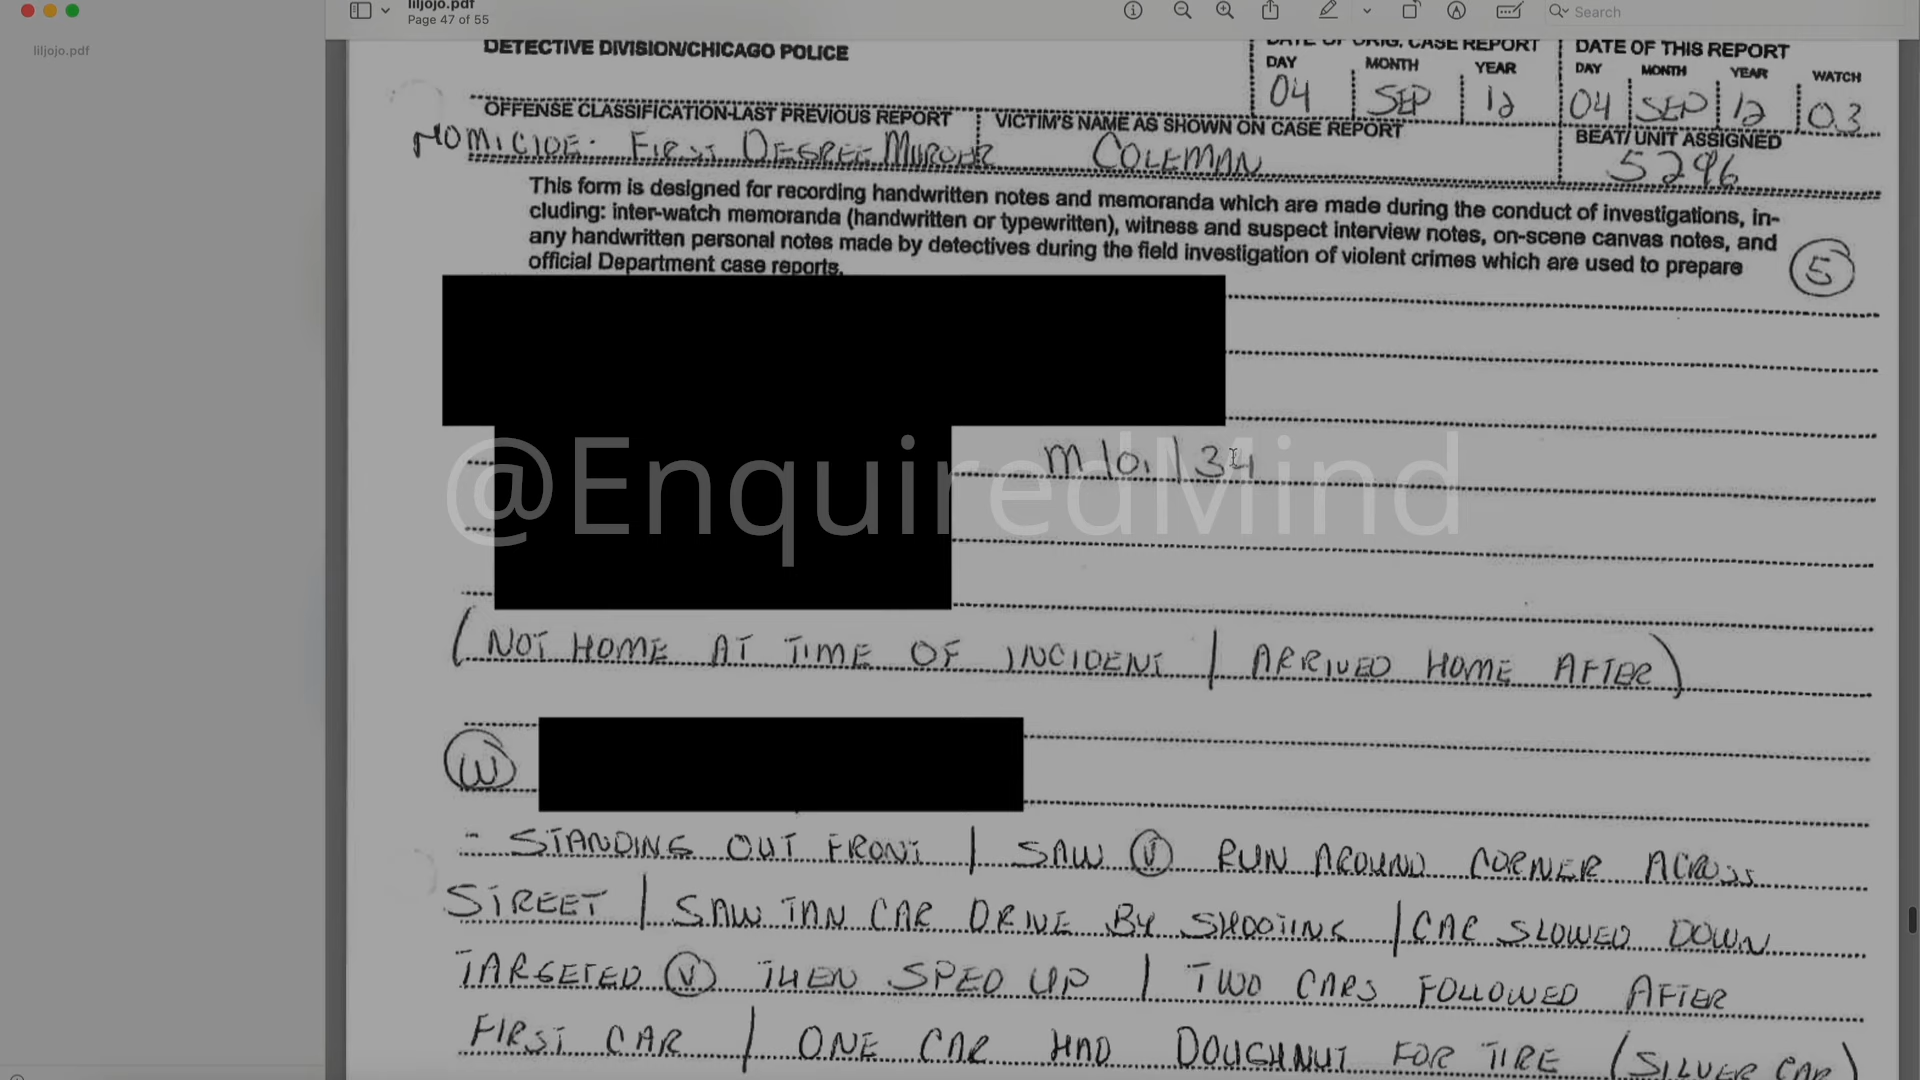 liljojo.pdf
Page 47 of 55
Search
liljojo.pdf
DETECTIVE DIVISION/CHICAGO POLICE
DATE OF ORIG. CASE REPORT
DAY MONTH YEAR
04 SEP 12
DATE OF THIS REPORT
DAY MONTH YEAR WATCH
04 SEP 12 03
OFFENSE CLASSIFICATION-LAST PREVIOUS REPORT
HOMICIDE: FIRST DEGREE MURDER
VICTIM'S NAME AS SHOWN ON CASE REPORT
COLEMAN
BEAT/UNIT ASSIGNED
5296
This form is designed for recording handwritten notes and memoranda which are made during the conduct of investigations, in-
cluding: inter-watch memoranda (handwritten or typewritten), witness and suspect interview notes, on-scene canvas notes, and
any handwritten personal notes made by detectives during the field investigation of violent crimes which are used to prepare
official Department case reports.
5
M/01/34
@EnquiredMind
(NOT HOME AT TIME OF INCIDENT / ARRIVED HOME AFTER)
W
- STANDING OUT FRONT / SAW V RUN AROUND CORNER ACROSS
STREET / SAW TAN CAR DRIVE BY SHOOTING / CAR SLOWED DOWN
TARGETED V THEN SPED UP / TWO CARS FOLLOWED AFTER
FIRST CAR / ONE CAR HAD DOUGHNUT FOR TIRE (SILVER CAR)